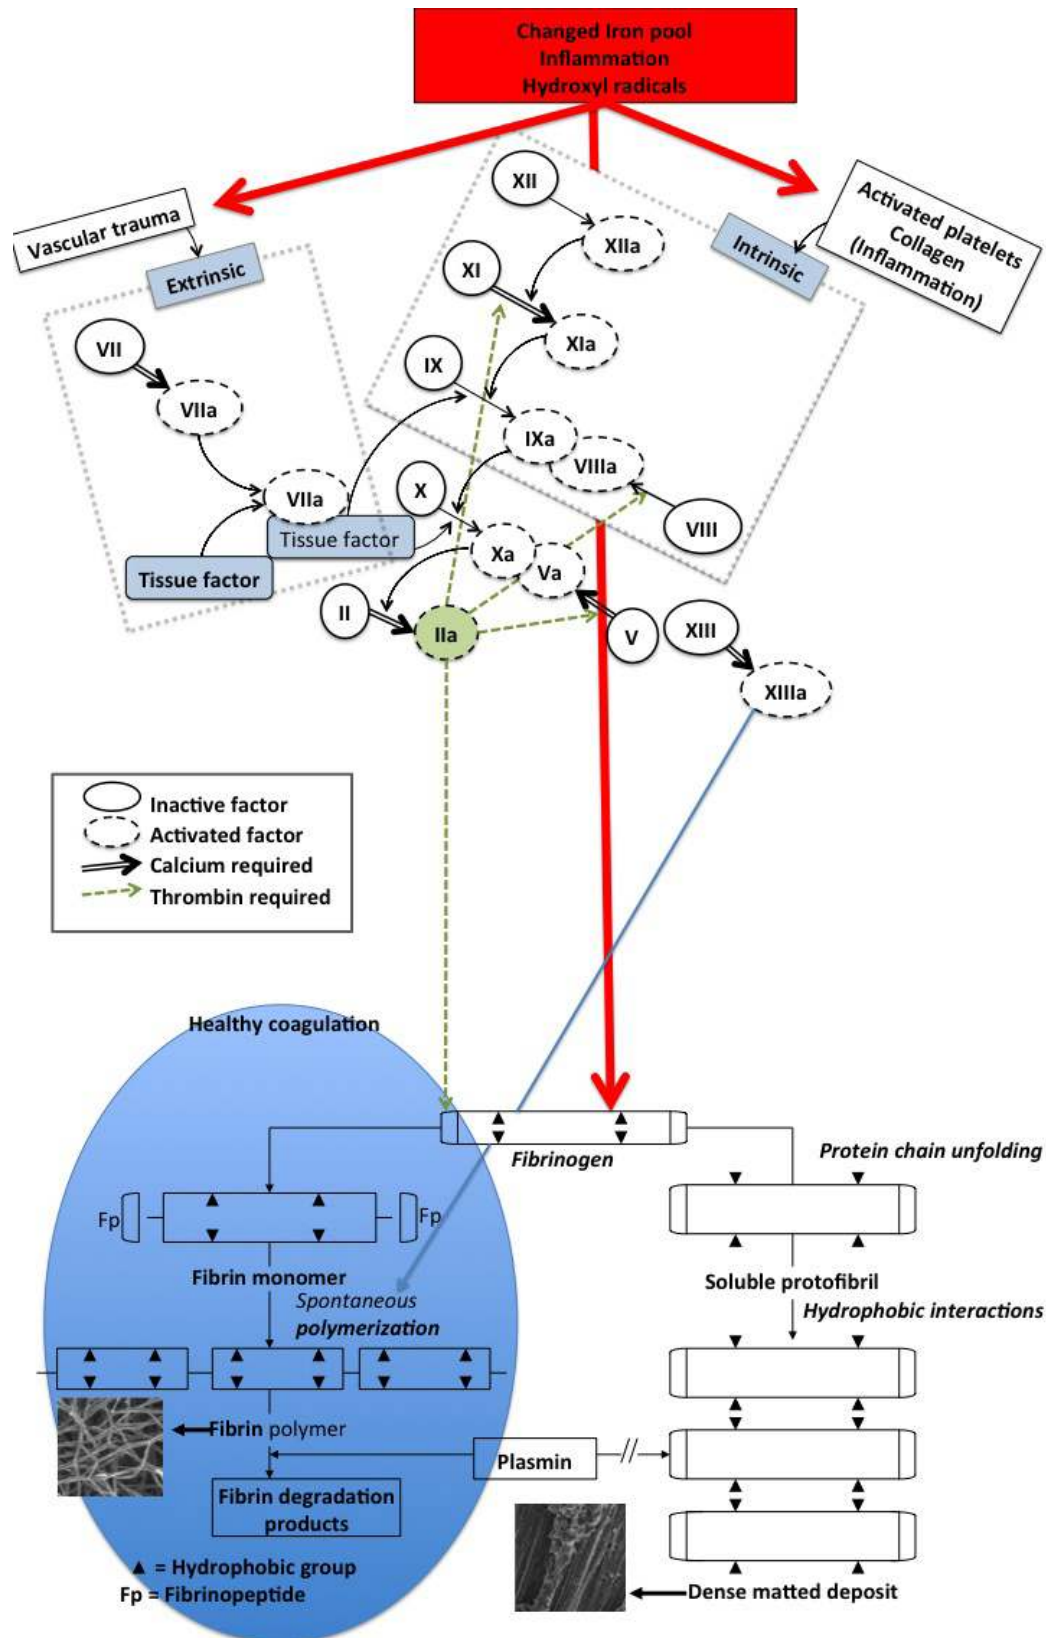 Changed Iron pool
Inflammation
Hydroxyl radicals
Vascular trauma
Extrinsic
Intrinsic
Activated platelets
Collagen
(Inflammation)
XII
XIIa
XI
XIa
VII
VIIa
IX
IXa
VIIIa
VIII
VIIa
Tissue factor
Tissue factor
X
Xa
Va
II
IIa
V
XIII
XIIIa
Inactive factor
Activated factor
Calcium required
Thrombin required
Healthy coagulation
Fibrinogen
Protein chain unfolding
Fp
Fp
Fibrin monomer
Soluble protofibril
Spontaneous
polymerization
Hydrophobic interactions
Fibrin polymer
Plasmin
//
Fibrin degradation
products
▲ = Hydrophobic group
Fp = Fibrinopeptide
Dense matted deposit